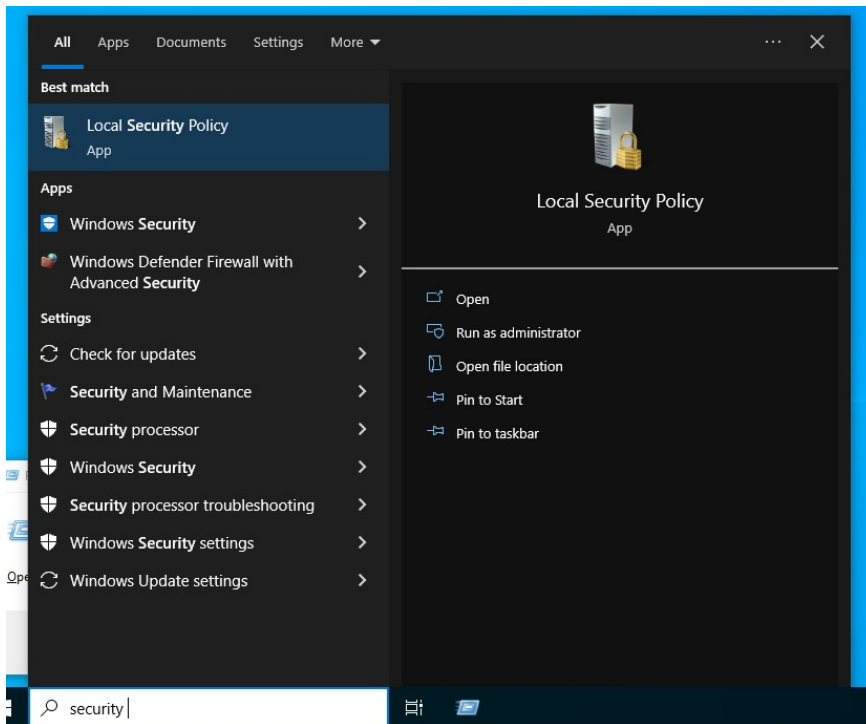 All Apps Documents Settings More
Best match
Local Security Policy
App
Apps
Windows Security
Windows Defender Firewall with
Advanced Security
Settings
Check for updates
Security and Maintenance
Security processor
Windows Security
Security processor troubleshooting
Windows Security settings
Windows Update settings
Local Security Policy
App
Open
Run as administrator
Open file location
Pin to Start
Pin to taskbar
Ope
security